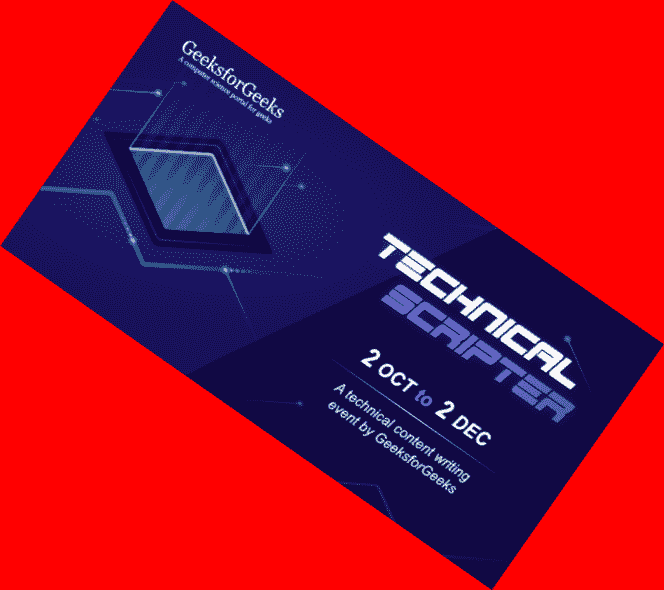 GeeksforGeeks
A computer science portal for geeks
TECHNICAL
SCRIPTER
2 OCT to 2 DEC
A technical content writing
event by GeeksforGeeks